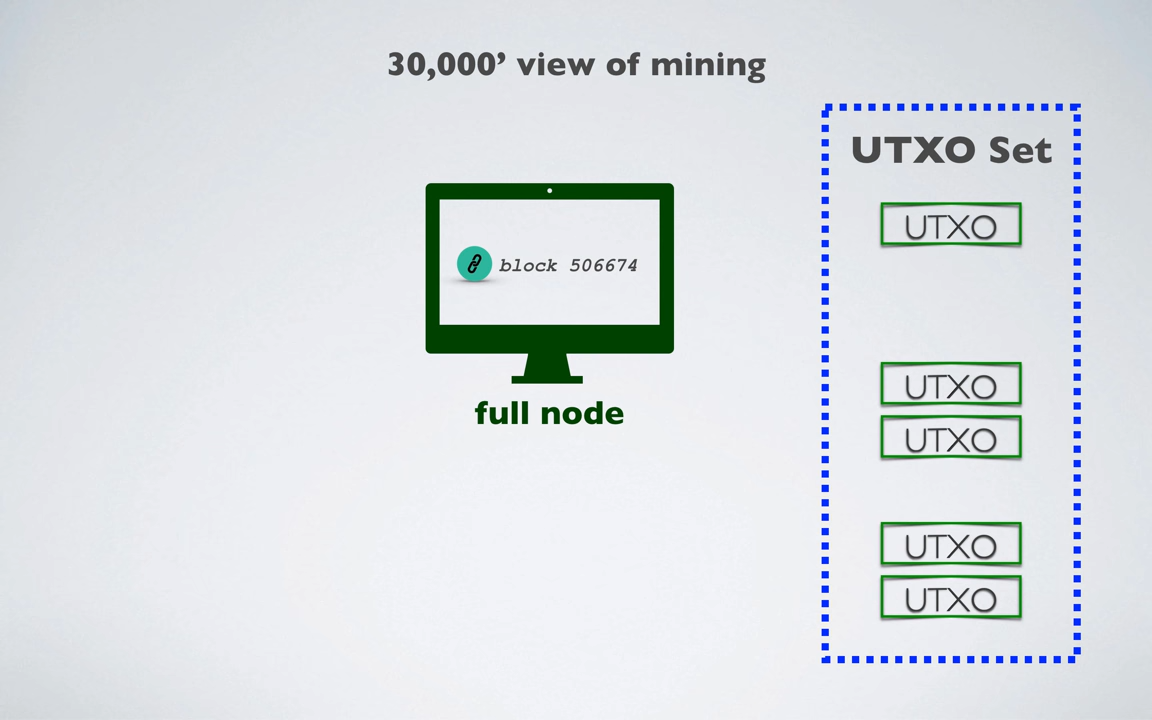 30,000’ view of mining
UTXO Set
UTXO
block 506674
UTXO
full node
UTXO
UTXO
UTXO